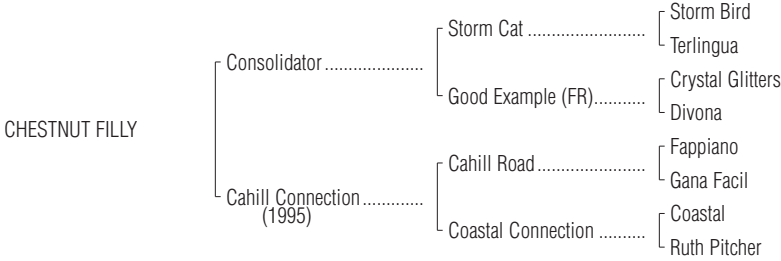 Storm Bird
Storm Cat ........................
Terlingua
Consolidator .....................
Crystal Glitters
Good Example (FR)...........
Divona
CHESTNUT FILLY
Fappiano
Cahill Road.......................
Gana Facil
Cahill Connection.............
(1995)
Coastal
Coastal Connection ..........
Ruth Pitcher